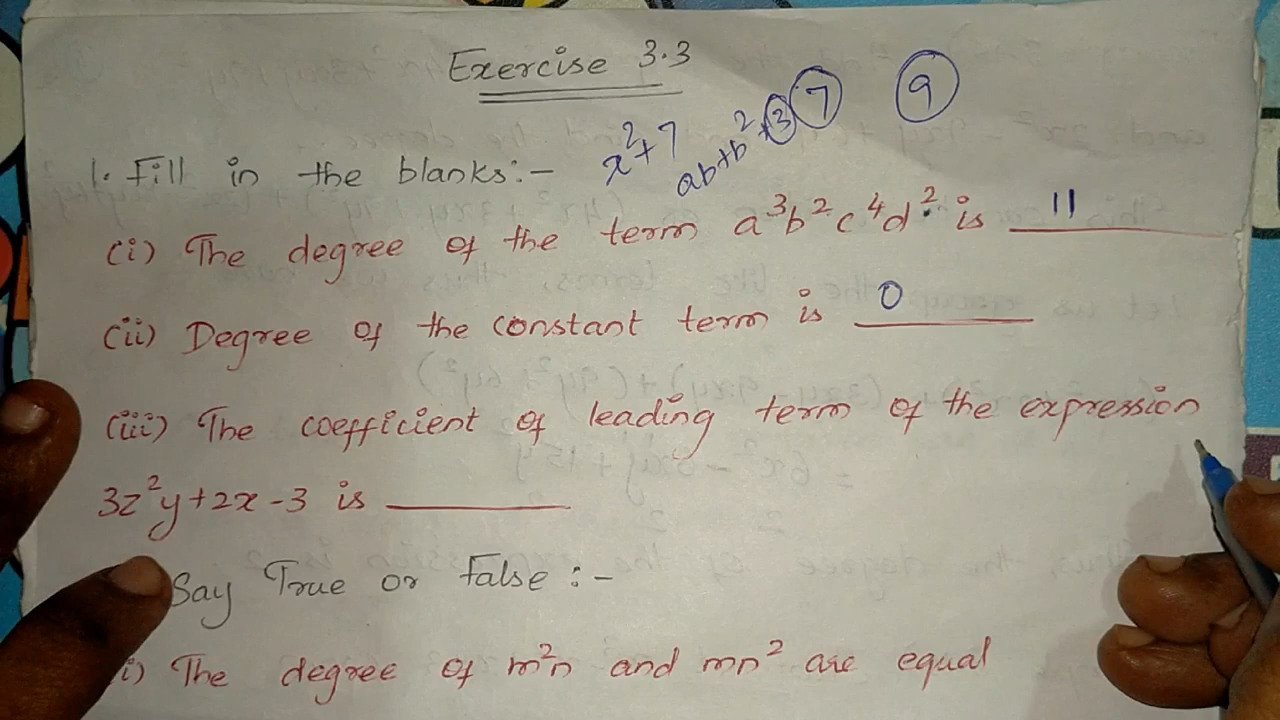 Exercise 3.3
x²+7
ab+b²+3
7
9
1. Fill in the blanks:-
(i) The degree of the term a³b²c⁴d² is 11
(ii) Degree of the constant term is 0
(iii) The coefficient of leading term of the expression
3z²y+2x-3 is
Say True or False :-
i) The degree of m²n and mn² are equal